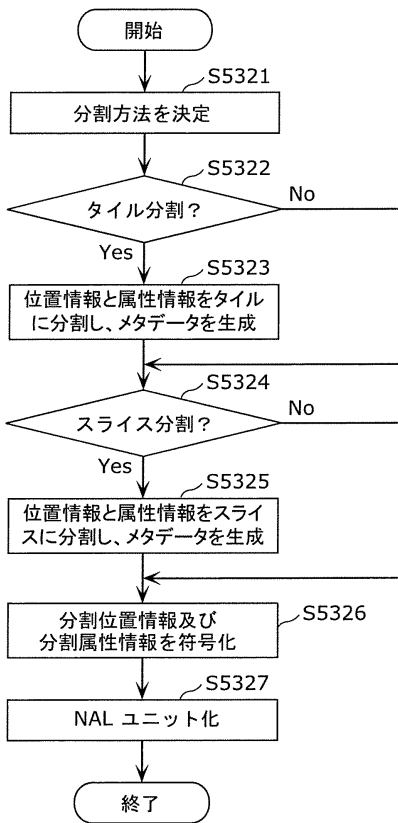 開始
S5321
分割方法を決定
S5322
タイル分割?
No
Yes
S5323
位置情報と属性情報をタイル
に分割し、メタデータを生成
S5324
スライス分割?
No
Yes
S5325
位置情報と属性情報をスライ
スに分割し、メタデータを生成
分割位置情報及び
分割属性情報を符号化
S5326
S5327
NAL ユニット化
終了